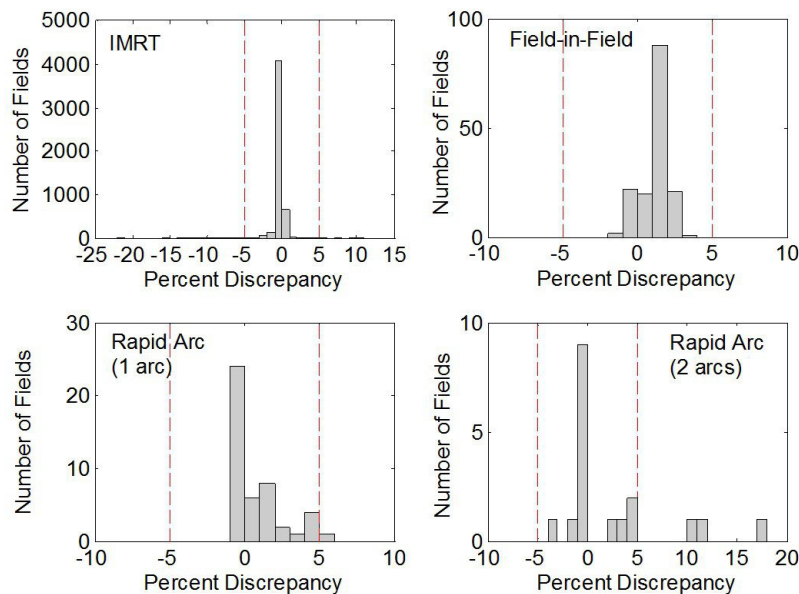 5000
4000
3000
2000
1000
0
Number of Fields
IMRT
-25 -20 -15 -10 -5 0 5 10 15
Percent Discrepancy
100
50
0
Number of Fields
Field-in-Field
-10 -5 0 5 10
Percent Discrepancy
30
20
10
0
Number of Fields
Rapid Arc
(1 arc)
-10 -5 0 5 10
Percent Discrepancy
10
5
0
Number of Fields
Rapid Arc
(2 arcs)
-10 -5 0 5 10 15 20
Percent Discrepancy